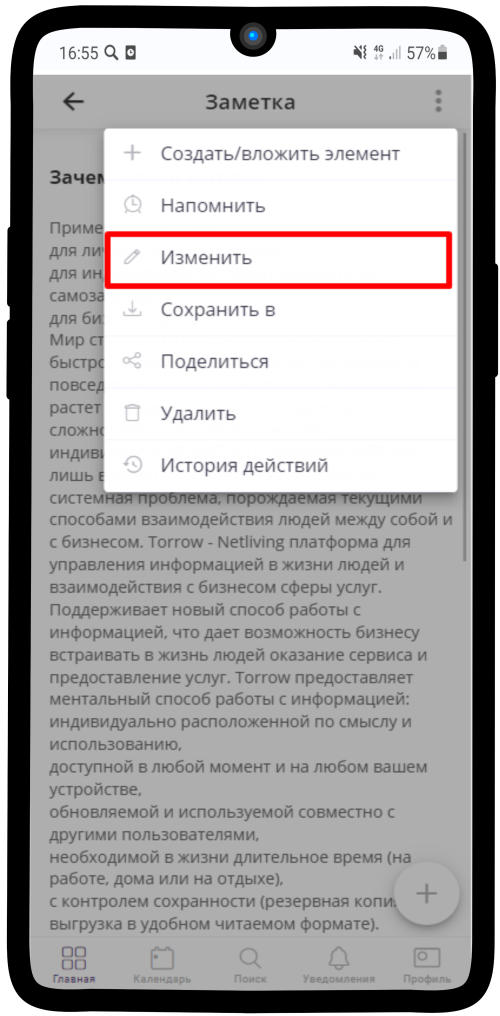 16:55 4G 57%
Заметка
Создать/вложить элемент
Зачем
Напомнить
Приме
для ли
Изменить
для ин
самоза
Сохранить в
для би
Мир ст
быстро
Поделиться
повсед
растет
Удалить
сложно
индиви
История действий
лишь в
системная проблема, порождаемая текущими
способами взаимодействия людей между собой и
с бизнесом. Torrow - Netliving платформа для
управления информацией в жизни людей и
взаимодействия с бизнесом сферы услуг.
Поддерживает новый способ работы с
информацией, что дает возможность бизнесу
встраивать в жизнь людей оказание сервиса и
предоставление услуг. Torrow предоставляет
ментальный способ работы с информацией:
индивидуально расположенной по смыслу и
использованию,
доступной в любой момент и на любом вашем
устройстве,
обновляемой и используемой совместно с
другими пользователями,
необходимой в жизни длительное время (на
работе, дома или на отдыхе),
с контролем сохранности (резервная копи
выгрузка в удобном читаемом формате).
Главная Календарь Поиск Уведомления Профиль